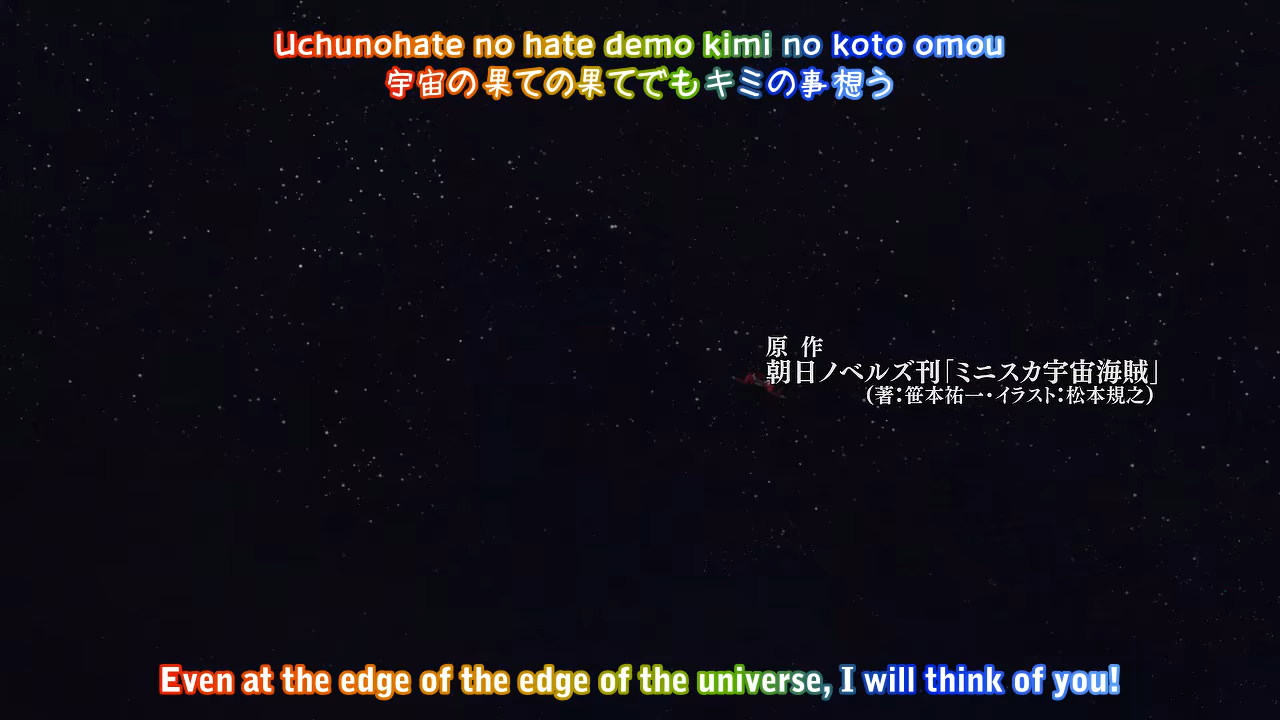 Uchunohate no hate demo kimi no koto omou
宇宙の果ての果てでもキミの事想う
原 作
朝日ノベルズ刊「ミニスカ宇宙海賊」
(著:笹本祐一・イラスト:松本規之)
Even at the edge of the edge of the universe, I will think of you!